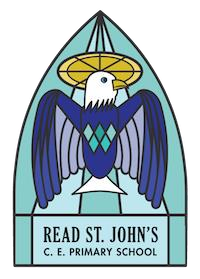 READ ST. JOHN'S
C. E. PRIMARY SCHOOL